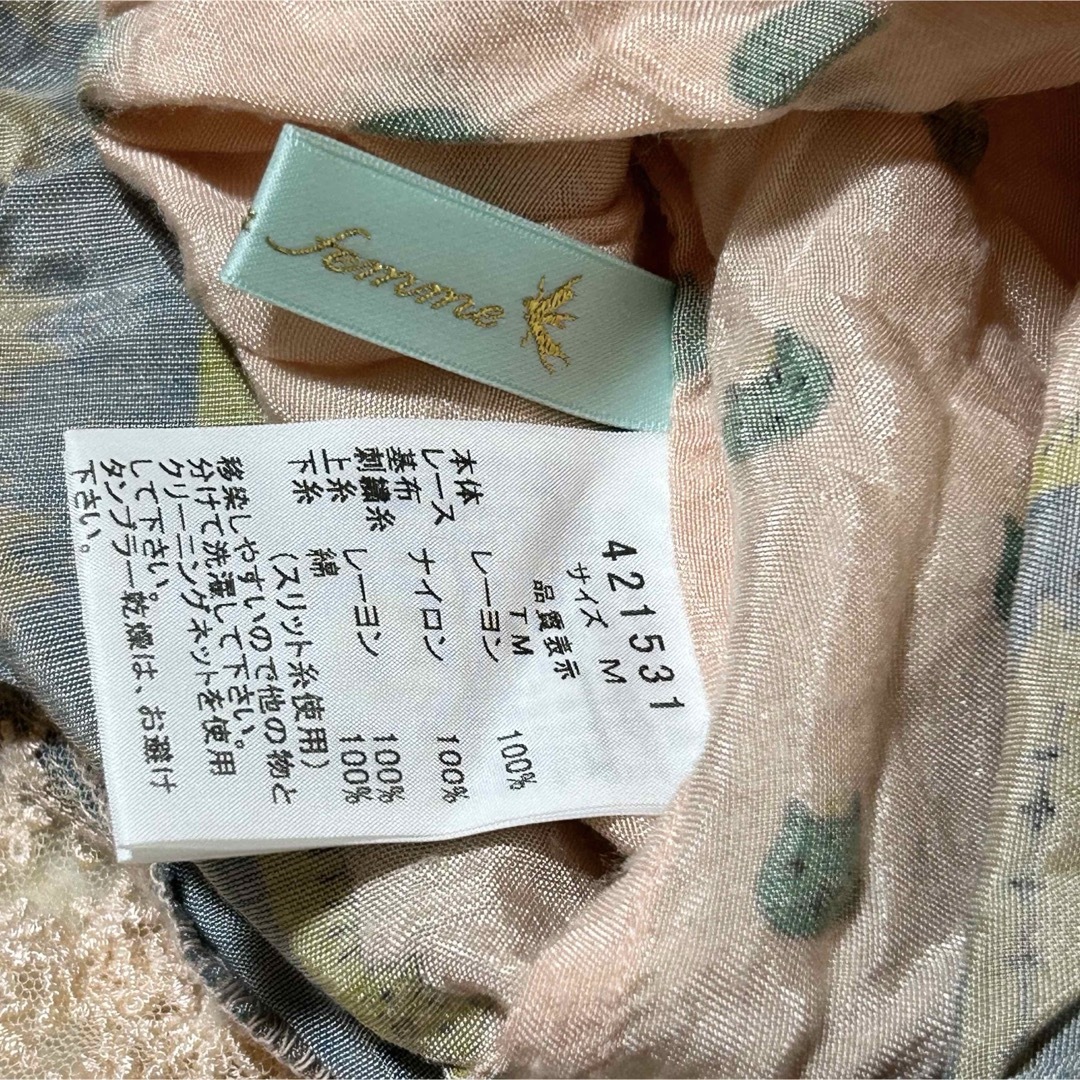 femme
421531
サイズ M
品質表示
TM
本体 レーヨン 100%
レース
基布 ナイロン 100%
刺繍糸
上糸 レーヨン 100%
下糸 綿 100%
(スリット糸使用)
移染しやすいので他の物と
分けて洗濯して下さい。
クリーニングネットを使用
して下さい。
タンブラー乾燥は、お避け
下さい。